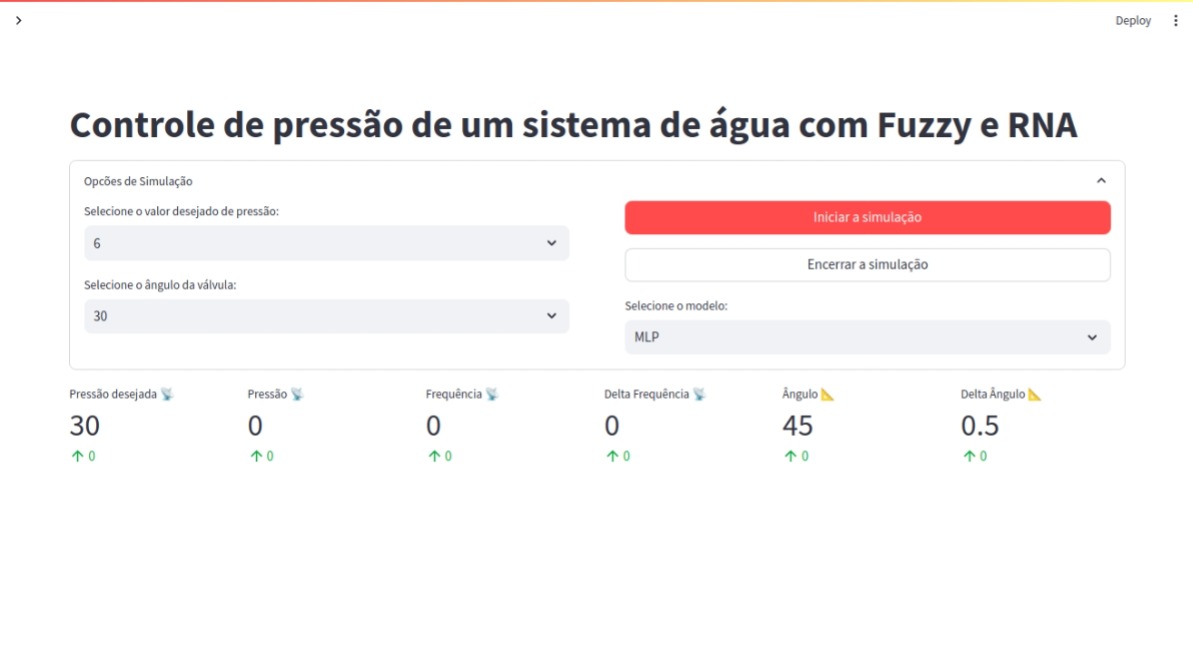 Deploy
Controle de pressão de um sistema de água com Fuzzy e RNA
Opcões de Simulação
Selecione o valor desejado de pressão:
6
Selecione o ângulo da válvula:
30
Iniciar a simulação
Encerrar a simulação
Selecione o modelo:
MLP
Pressão desejada Pressão Frequência Delta Frequência Ângulo Delta Ângulo
30 0 0 0 45 0.5
↑ 0 ↑ 0 ↑ 0 ↑ 0 ↑ 0 ↑ 0